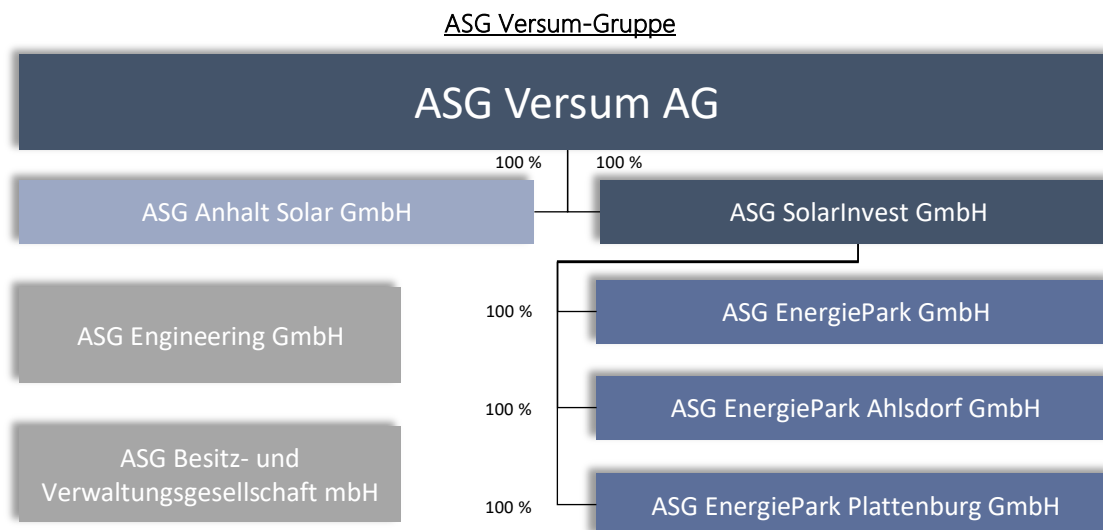 ASG Versum-Gruppe
ASG Versum AG
100 % 100 %
ASG Anhalt Solar GmbH
ASG SolarInvest GmbH
ASG Engineering GmbH
ASG Besitz- und
Verwaltungsgesellschaft mbH
100 %
ASG EnergiePark GmbH
100 %
ASG EnergiePark Ahlsdorf GmbH
100 %
ASG EnergiePark Plattenburg GmbH